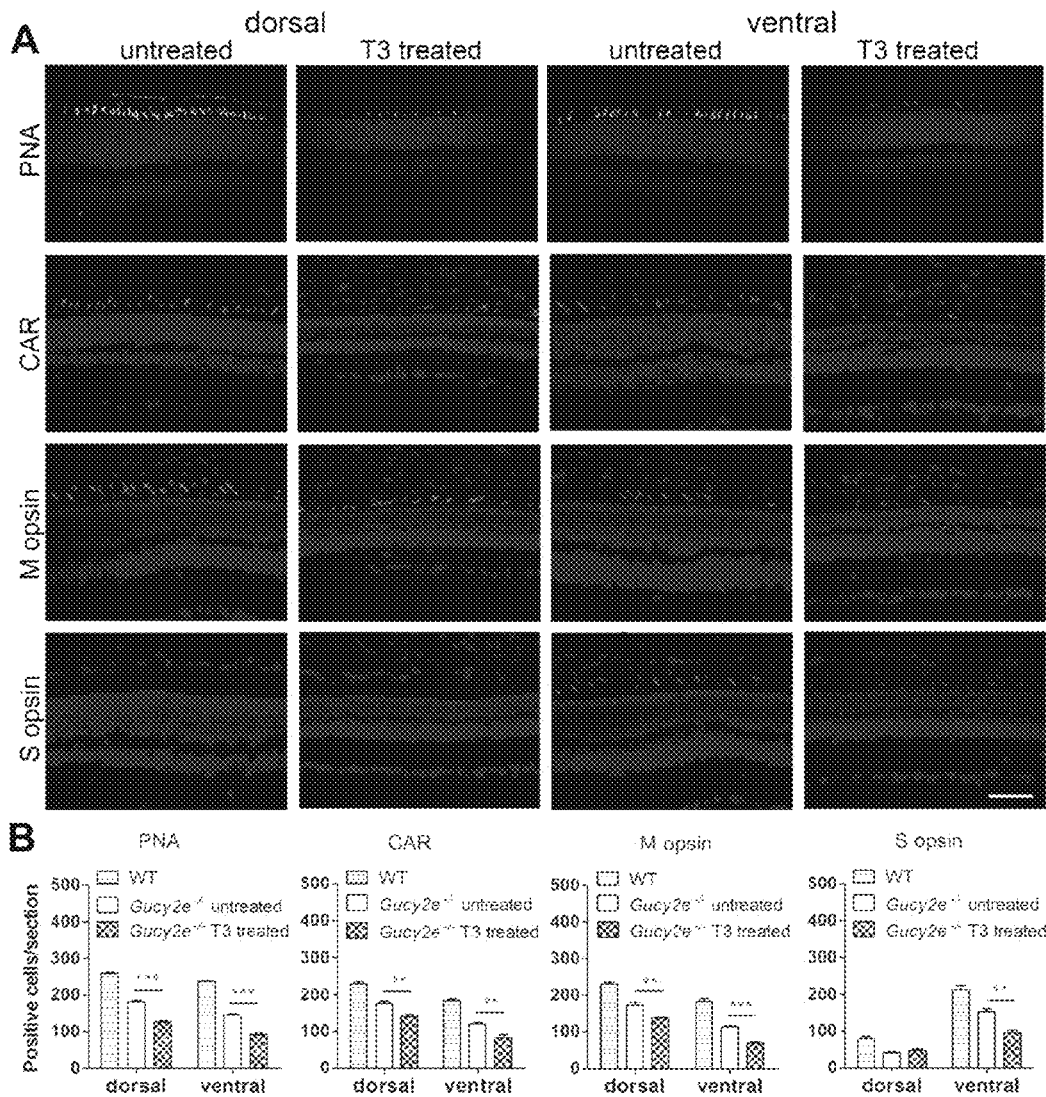 A
dorsal
ventral
untreated
T3 treated
untreated
T3 treated
PNA
CAR
M opsin
S opsin
B
Positive cells/section
PNA
500
400
300
200
100
0
WT
Gucy2e-/- untreated
Gucy2e-/- T3 treated
***
***
dorsal
ventral
CAR
500
400
300
200
100
0
WT
Gucy2e-/- untreated
Gucy2e-/- T3 treated
**
**
dorsal
ventral
M opsin
500
400
300
200
100
0
WT
Gucy2e-/- untreated
Gucy2e-/- T3 treated
**
***
dorsal
ventral
S opsin
500
400
300
200
100
0
WT
Gucy2e-/- untreated
Gucy2e-/- T3 treated
**
dorsal
ventral